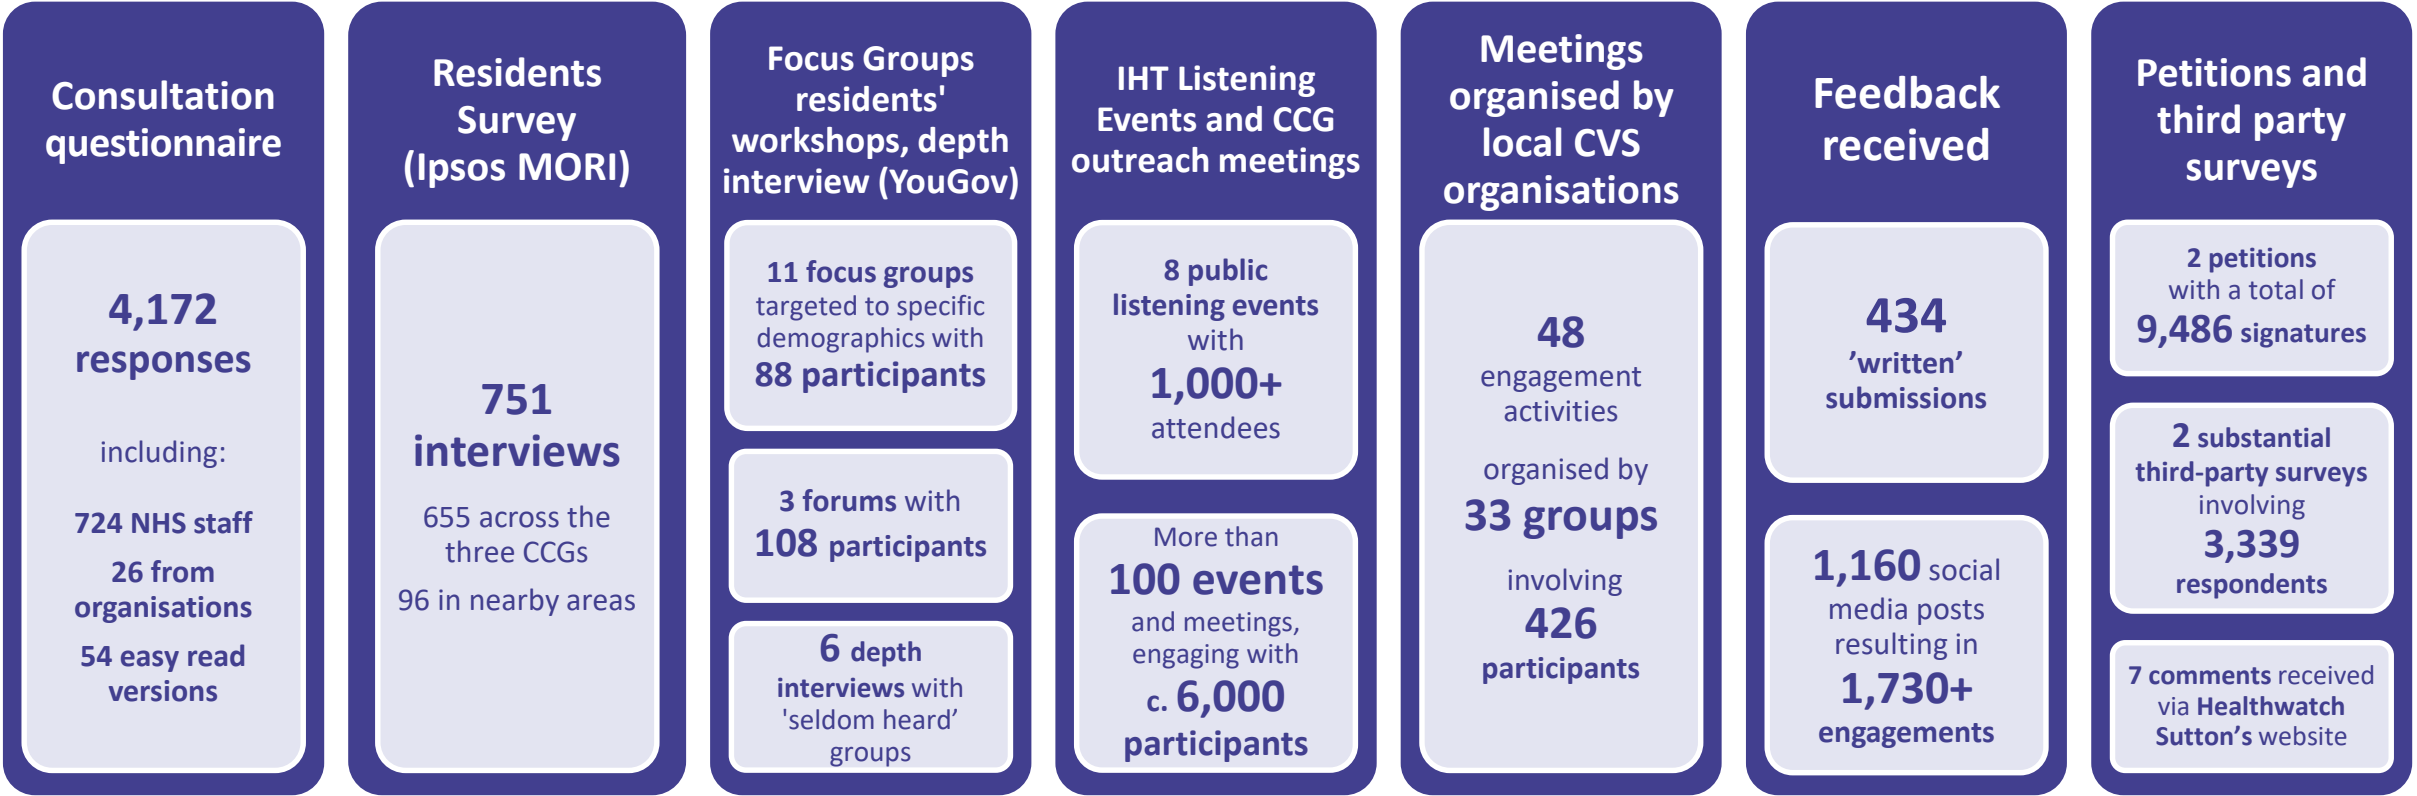 Consultation
questionnaire
4,172
responses
including:
724 NHS staff
26 from
organisations
54 easy read
versions
Residents
Survey
(Ipsos MORI)
751
interviews
655 across the
three CCGs
96 in nearby areas
Focus Groups
residents'
workshops, depth
interview (YouGov)
11 focus groups
targeted to specific
demographics with
88 participants
3 forums with
108 participants
6 depth
interviews with
'seldom heard’
groups
IHT Listening
Events and CCG
outreach meetings
8 public
listening events
with
1,000+
attendees
More than
100 events
and meetings,
engaging with
c. 6,000
participants
Meetings
organised by
local CVS
organisations
48
engagement
activities
organised by
33 groups
involving
426
participants
Feedback
received
434
’written’
submissions
1,160 social
media posts
resulting in
1,730+
engagements
Petitions and
third party
surveys
2 petitions
with a total of
9,486 signatures
2 substantial
third-party surveys
involving
3,339
respondents
7 comments received
via Healthwatch
Sutton’s website